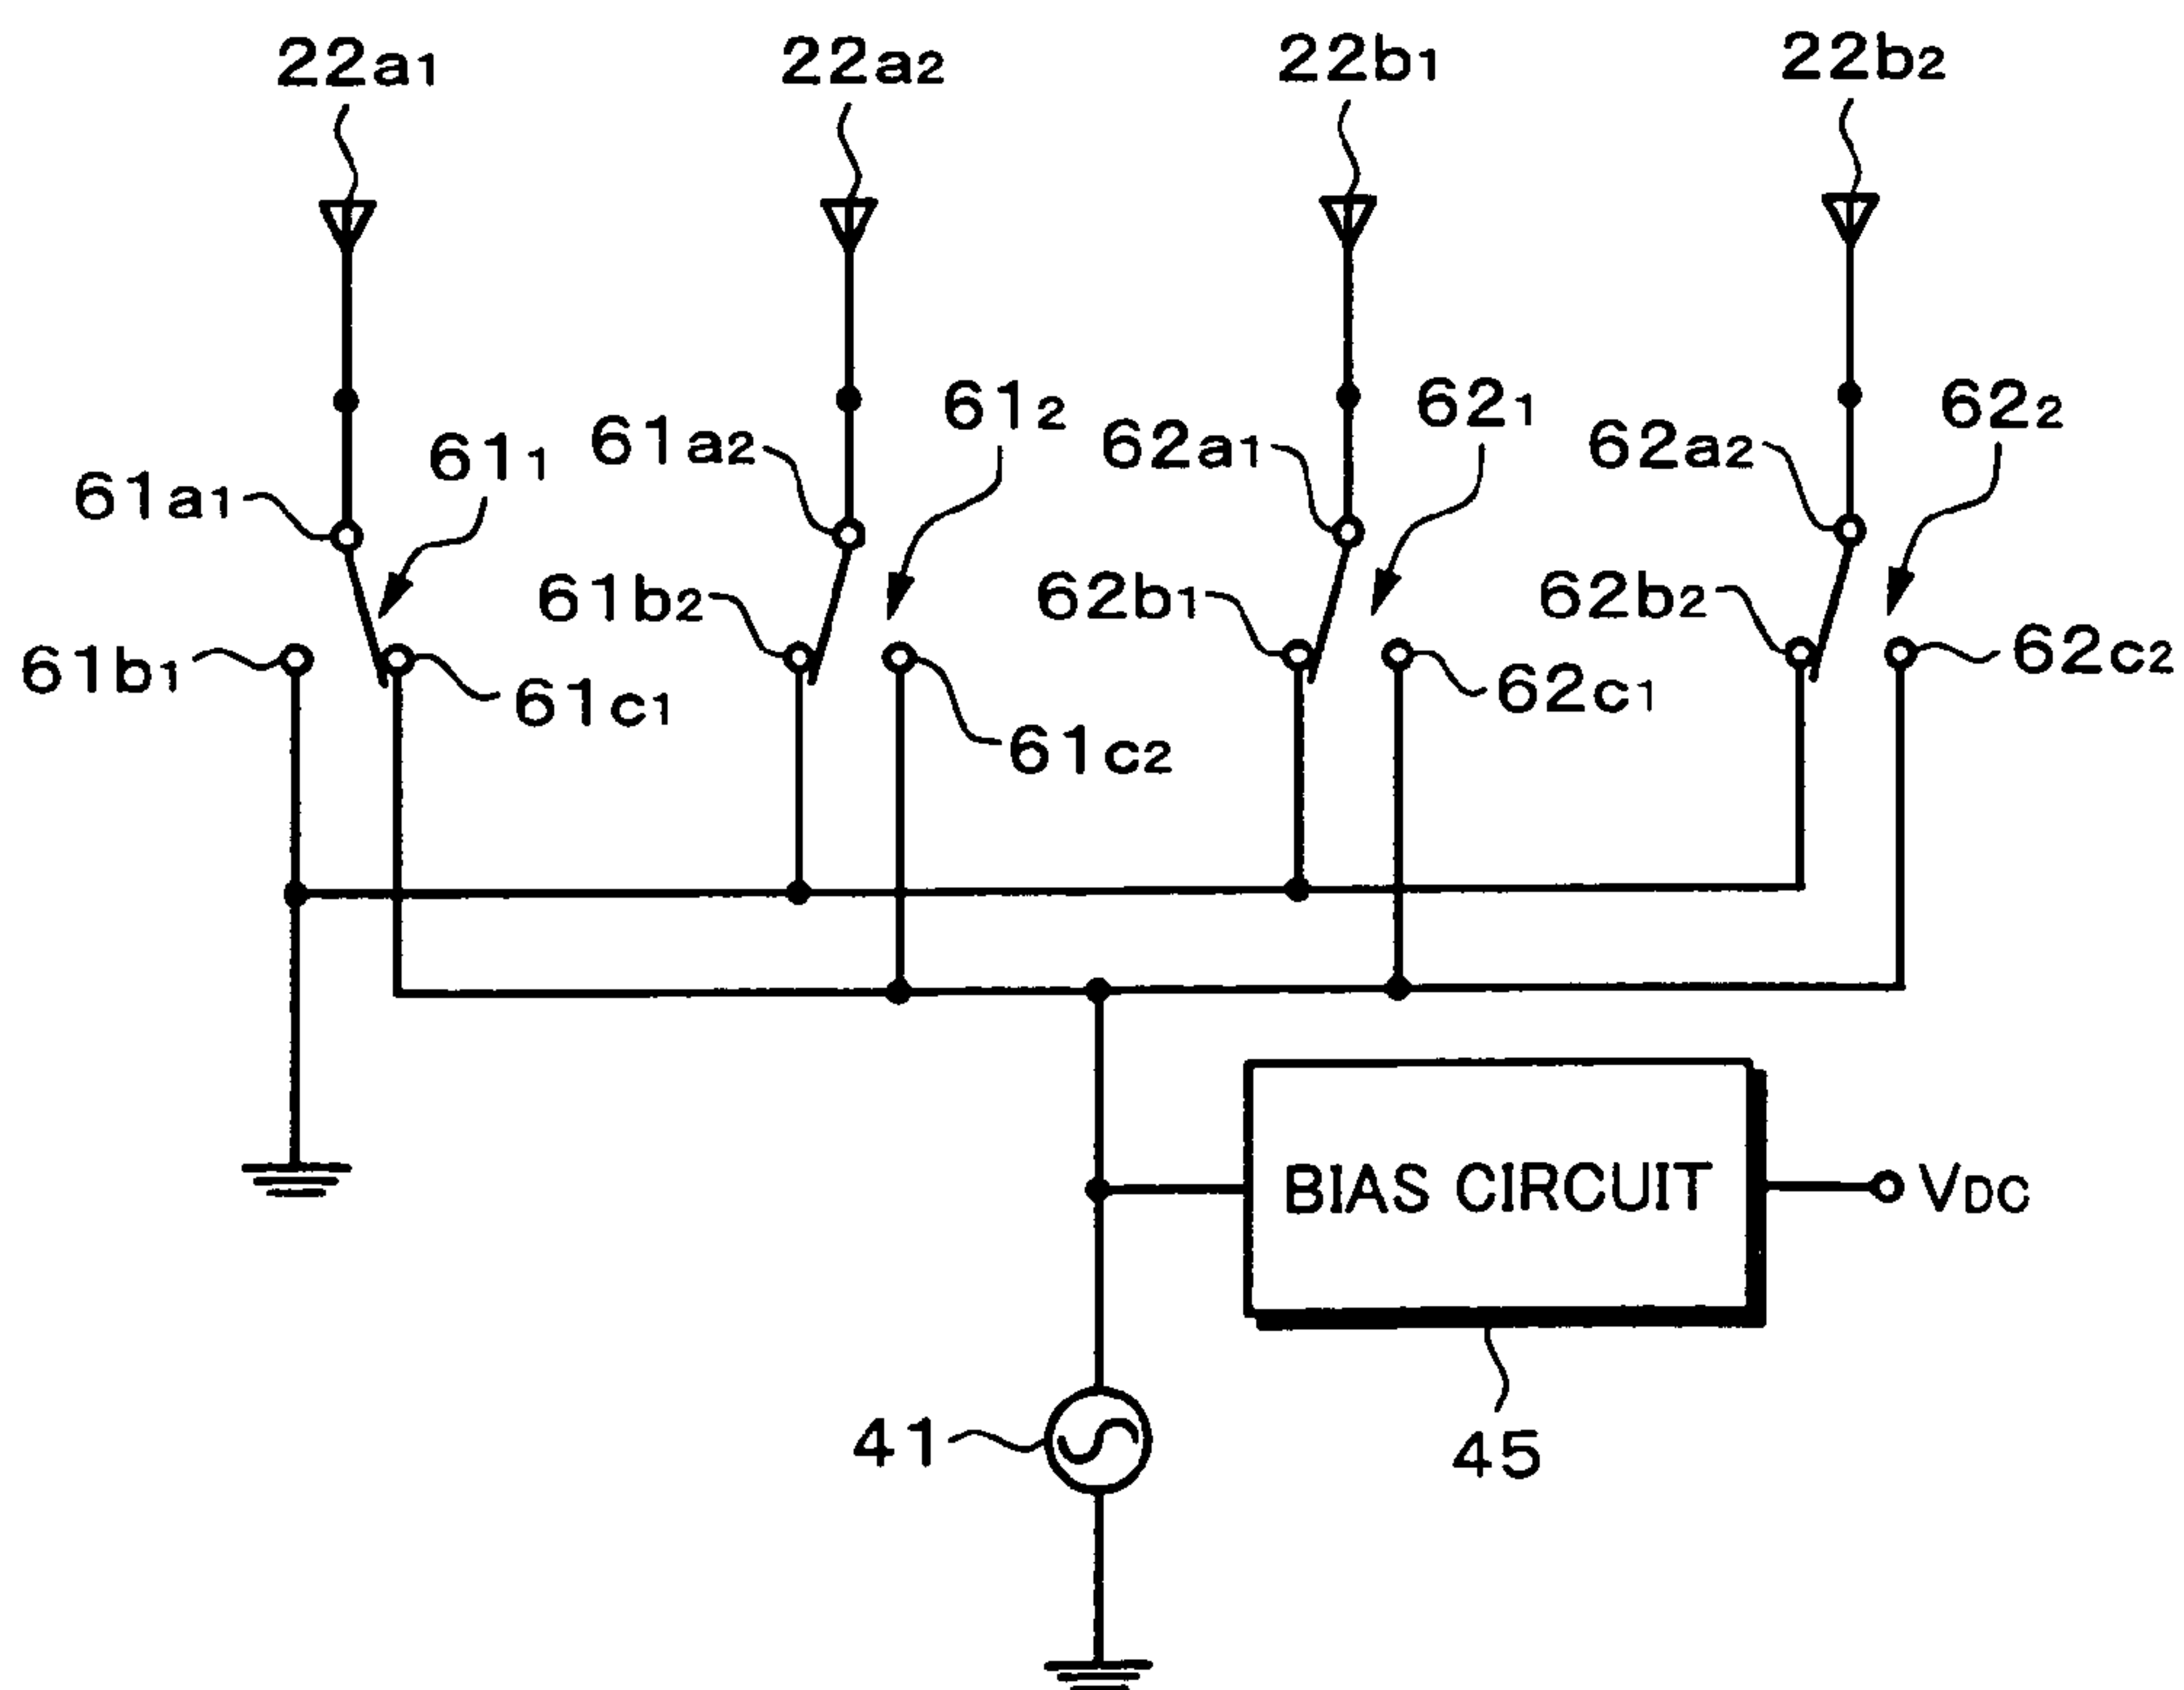 22a1 22a2 22b1 22b2
61a1 611 61a2 612 62a1 621 62a2 622
61b1 61c1 61b2 61c2 62b1 62c1 62b2 62c2
BIAS CIRCUIT VDC
41 45